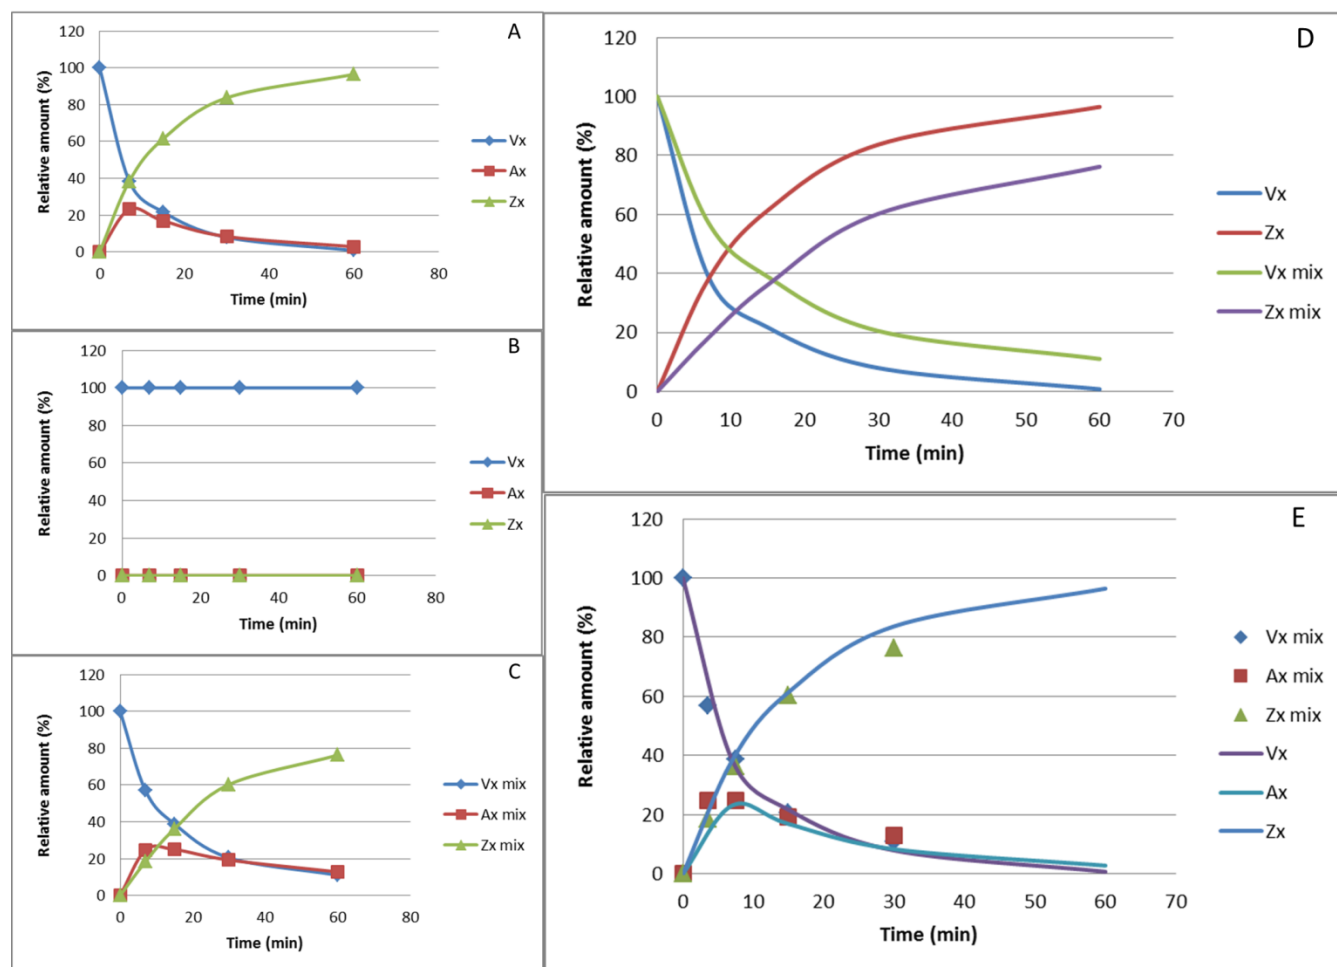 A
Relative amount (%)
120
100
80
60
40
20
0
0 20 40 60 80
Time (min)
Vx
Ax
Zx
B
Relative amount (%)
120
100
80
60
40
20
0
0 20 40 60 80
Time (min)
Vx
Ax
Zx
C
Relative amount (%)
120
100
80
60
40
20
0
0 20 40 60 80
Time (min)
Vx mix
Ax mix
Zx mix
D
Relative amount (%)
120
100
80
60
40
20
0
0 10 20 30 40 50 60 70
Time (min)
Vx
Zx
Vx mix
Zx mix
E
Relative amount (%)
120
100
80
60
40
20
0
0 10 20 30 40 50 60 70
Time (min)
Vx mix
Ax mix
Zx mix
Vx
Ax
Zx